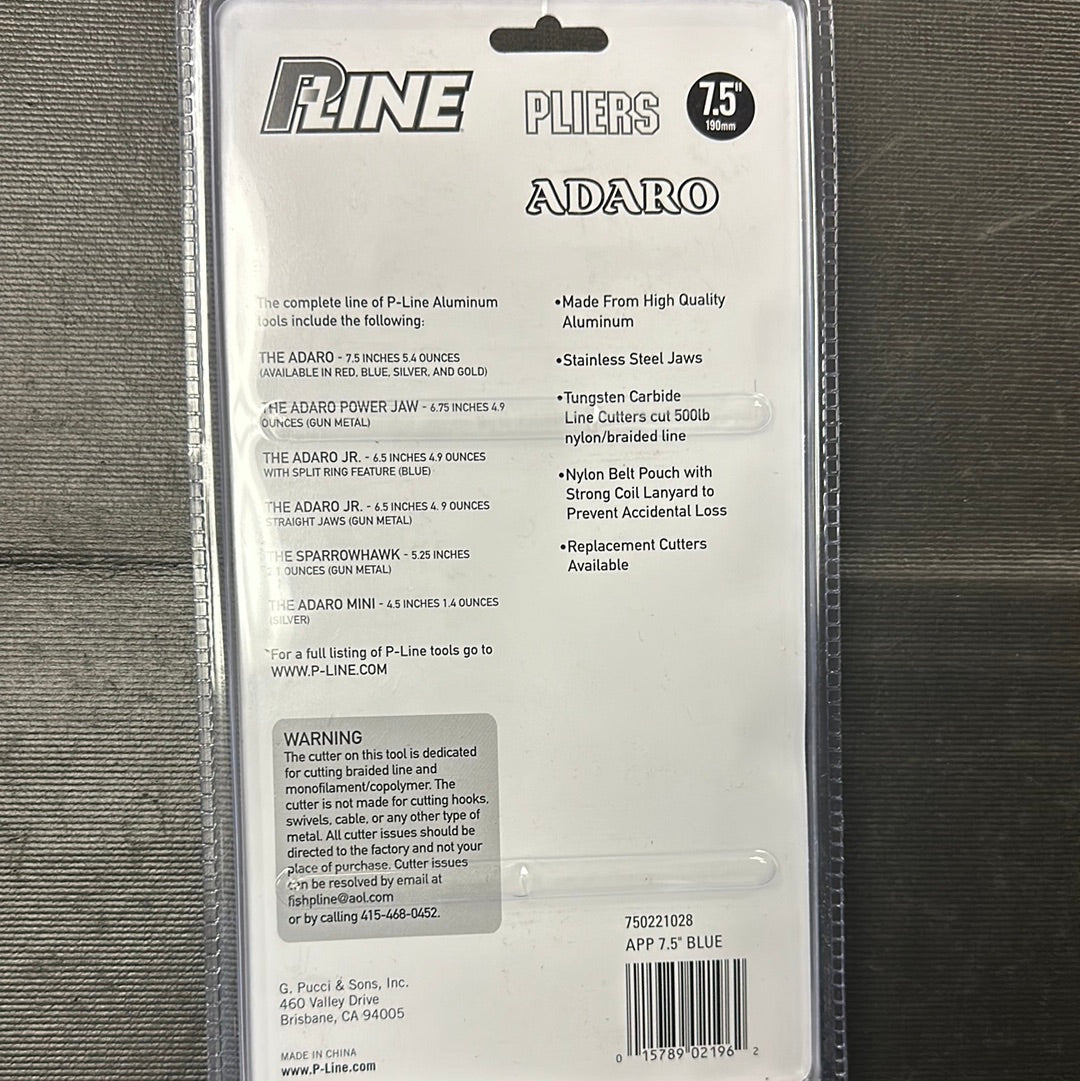 P-LINE
PLIERS
7.5"
190mm
ADARO
The complete line of P-Line Aluminum
tools include the following:
THE ADARO - 7.5 INCHES 5.4 OUNCES
(AVAILABLE IN RED, BLUE, SILVER, AND GOLD)
THE ADARO POWER JAW - 6.75 INCHES 4.9
OUNCES (GUN METAL)
THE ADARO JR. - 6.5 INCHES 4.9 OUNCES
WITH SPLIT RING FEATURE (BLUE)
THE ADARO JR. - 6.5 INCHES 4. 9 OUNCES
STRAIGHT JAWS (GUN METAL)
THE SPARROWHAWK - 5.25 INCHES
2.1 OUNCES (GUN METAL)
THE ADARO MINI - 4.5 INCHES 1.4 OUNCES
(SILVER)
*For a full listing of P-Line tools go to
WWW.P-LINE.COM
•Made From High Quality
Aluminum
•Stainless Steel Jaws
•Tungsten Carbide
Line Cutters cut 500lb
nylon/braided line
•Nylon Belt Pouch with
Strong Coil Lanyard to
Prevent Accidental Loss
•Replacement Cutters
Available
WARNING
The cutter on this tool is dedicated
for cutting braided line and
monofilament/copolymer. The
cutter is not made for cutting hooks,
swivels, cable, or any other type of
metal. All cutter issues should be
directed to the factory and not your
place of purchase. Cutter issues
can be resolved by email at
fishpline@aol.com
or by calling 415-468-0452.
G. Pucci & Sons, Inc.
460 Valley Drive
Brisbane, CA 94005
MADE IN CHINA
www.P-Line.com
750221028
APP 7.5" BLUE
0 15789 02196 2